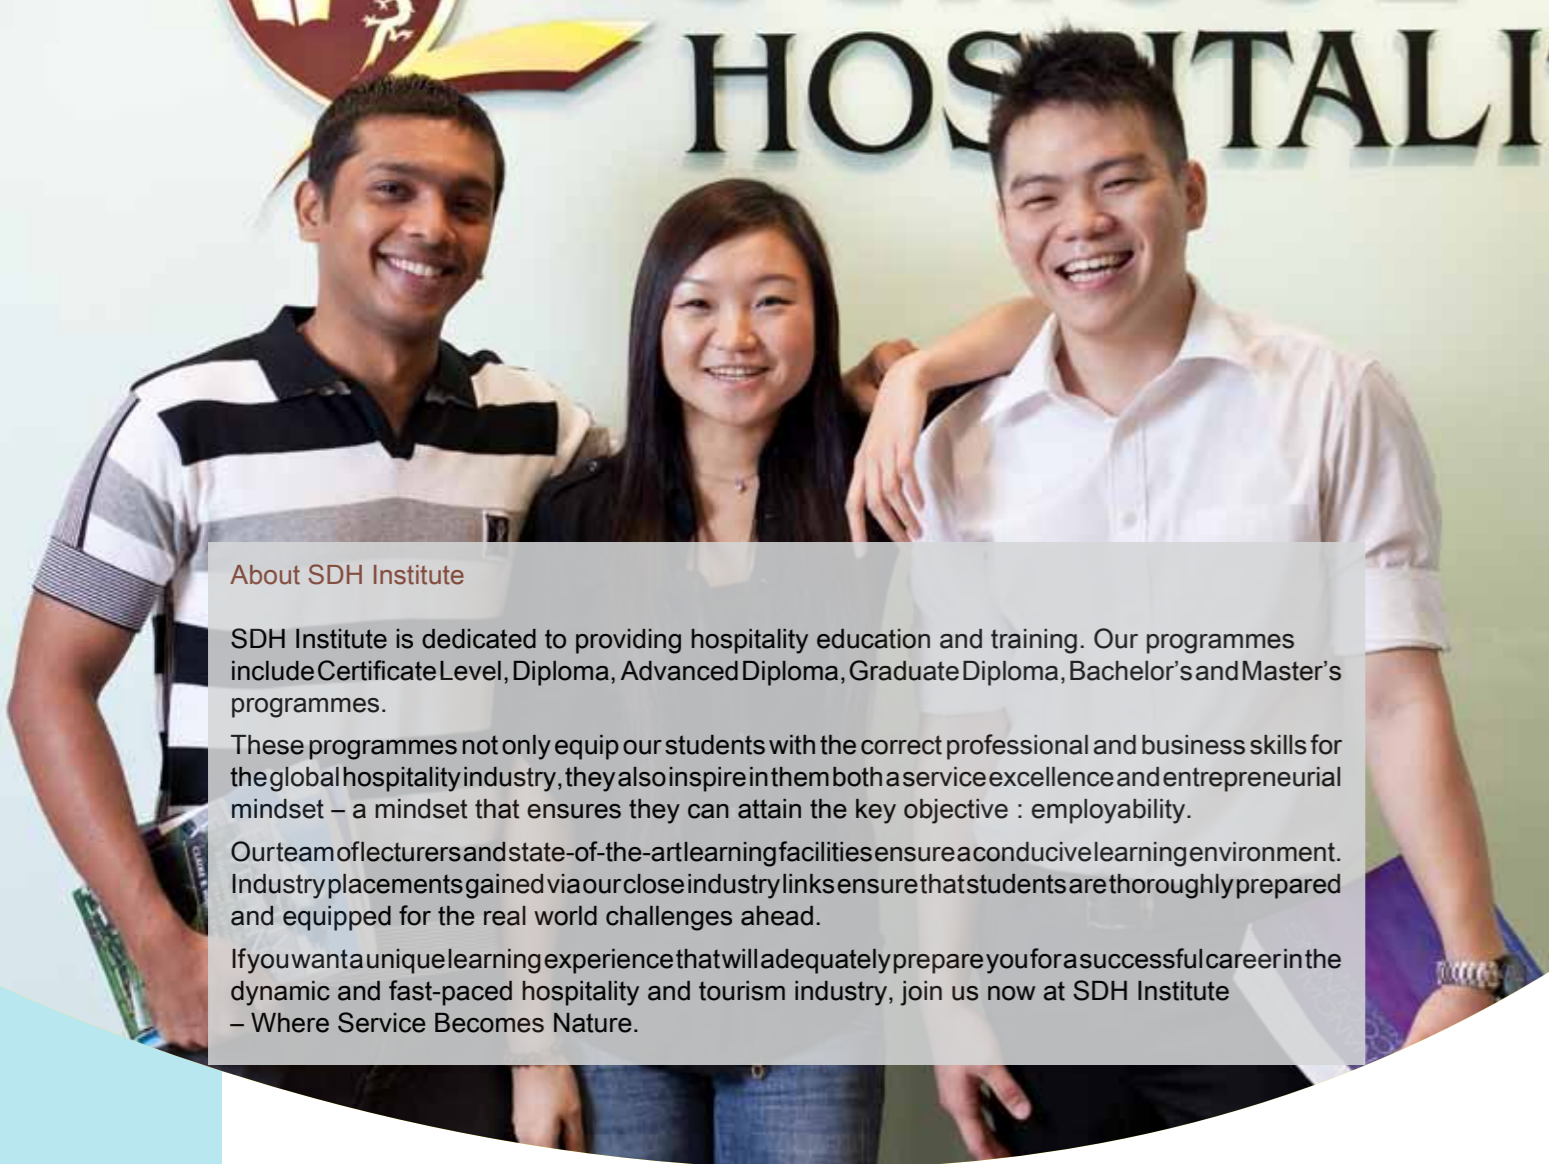 HOSPITALI
About SDH Institute
SDH Institute is dedicated to providing hospitality education and training. Our programmes
include Certificate Level, Diploma, Advanced Diploma, Graduate Diploma, Bachelor’s and Master’s
programmes.
These programmes not only equip our students with the correct professional and business skills for
the global hospitality industry, they also inspire in them both a service excellence and entrepreneurial
mindset – a mindset that ensures they can attain the key objective : employability.
Our team of lecturers and state-of-the-art learning facilities ensure a conducive learning environment.
Industry placements gained via our close industry links ensure that students are thoroughly prepared
and equipped for the real world challenges ahead.
If you want a unique learning experience that will adequately prepare you for a successful career in the
dynamic and fast-paced hospitality and tourism industry, join us now at SDH Institute
– Where Service Becomes Nature.